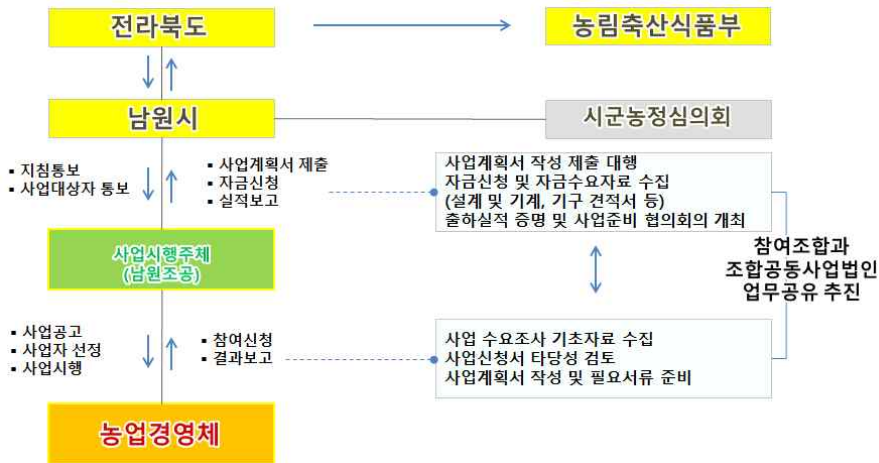 전라북도
농림축산식품부
남원시
시군농정심의회
▪ 지침통보
▪ 사업대상자 통보
▪ 사업계획서 제출
▪ 자금신청
▪ 실적보고
사업계획서 작성 제출 대행
자금신청 및 자금수요자료 수집
(설계 및 기계, 기구 견적서 등)
출하실적 증명 및 사업준비 협의회의 개최
사업시행주체
(남원조공)
참여조합과
조합공동사업법인
업무공유 추진
▪ 사업공고
▪ 사업자 선정
▪ 사업시행
▪ 참여신청
▪ 결과보고
사업 수요조사 기초자료 수집
사업신청서 타당성 검토
사업계획서 작성 및 필요서류 준비
농업경영체